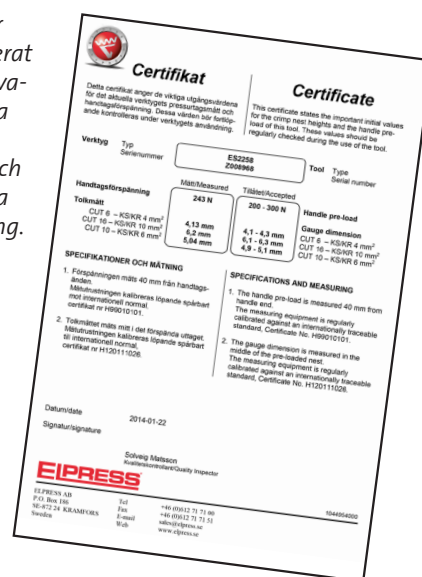 r
erat
va-
a
ch
a
ng.
Certifikat
Detta certifikat anger de viktiga utgångsvärdena
för det aktuella verktygets pressurtagsmått och
handtagsförspänning. Dessa värden bör fortlöp-
ande kontrolleras under verktygets användning.
Certificate
This certificate states the important initial values
for the crimp nest heights and the handle pre-
load of this tool. These values should be
regularly checked during the use of the tool.
Verktyg Typ ES2258 Tool Type
Serienummer Z008968 Serial number
Mätt/Measured Tillåtet/Accepted
Handtagsförspänning 243 N 200 - 300 N Handle pre-load
Tolkmått Gauge dimension
CUT 6 – KS/KR 4 mm² 4,13 mm 4,1 - 4,3 mm CUT 6 – KS/KR 4 mm²
CUT 16 – KS/KR 10 mm² 6,2 mm 6,1 - 6,3 mm CUT 16 – KS/KR 10 mm²
CUT 10 – KS/KR 6 mm² 5,04 mm 4,9 - 5,1 mm CUT 10 – KS/KR 6 mm²
SPECIFIKATIONER OCH MÄTNING
1. Förspänningen mäts 40 mm från handtags-
änden.
Mätutrustningen kalibreras löpande spårbart
mot internationell normal,
certifikat nr H99010101.
2. Tolkmåttet mäts mitt i det förspända uttaget.
Mätutrustningen kalibreras löpande spårbart
till internationell normal,
certifikat nr H120111026.
SPECIFICATIONS AND MEASURING
1. The handle pre-load is measured 40 mm from
handle end.
The measuring equipment is regularly
calibrated against an internationally traceable
standard, Certificate No. H99010101.
2. The gauge dimension is measured in the
middle of the pre-loaded nest.
The measuring equipment is regularly
calibrated against an internationally traceable
standard, Certificate No. H120111026.
Datum/date 2014-01-22
Signatur/signature
Solveig Matsson
Kvalitetskontrollant/Quality Inspector
ELPRESS
ELPRESS AB Tel +46 (0)612 71 71 00
P.O. Box 186 Fax +46 (0)612 71 71 51
SE-872 24 KRAMFORS E-mail sales@elpress.se
Sweden Web www.elpress.se
1044004000